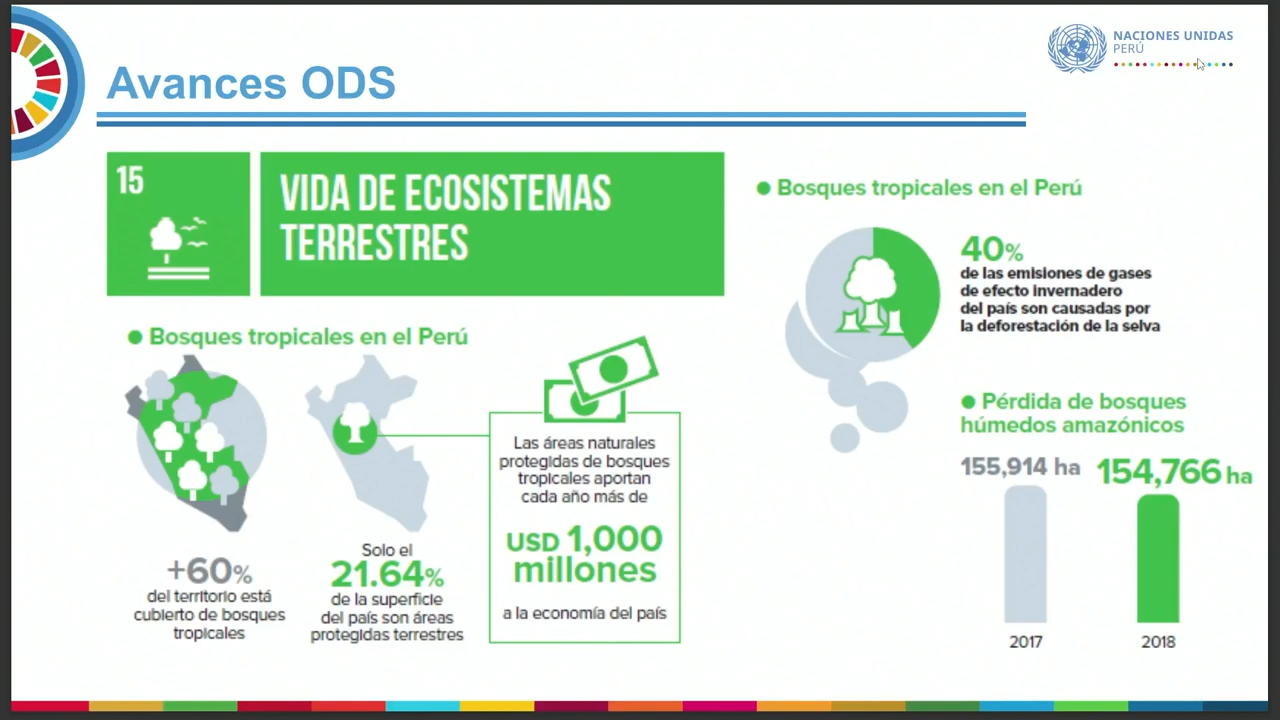 NACIONES UNIDAS
PERÚ
Avances ODS
15
VIDA DE ECOSISTEMAS
TERRESTRES
Bosques tropicales en el Perú
+60%
del territorio está
cubierto de bosques
tropicales
Solo el
21.64%
de la superficie
del país son áreas
protegidas terrestres
Las áreas naturales
protegidas de bosques
tropicales aportan
cada año más de
USD 1,000
millones
a la economía del país
Bosques tropicales en el Perú
40%
de las emisiones de gases
de efecto invernadero
del país son causadas por
la deforestación de la selva
Pérdida de bosques
húmedos amazónicos
155,914 ha
154,766 ha
2017
2018